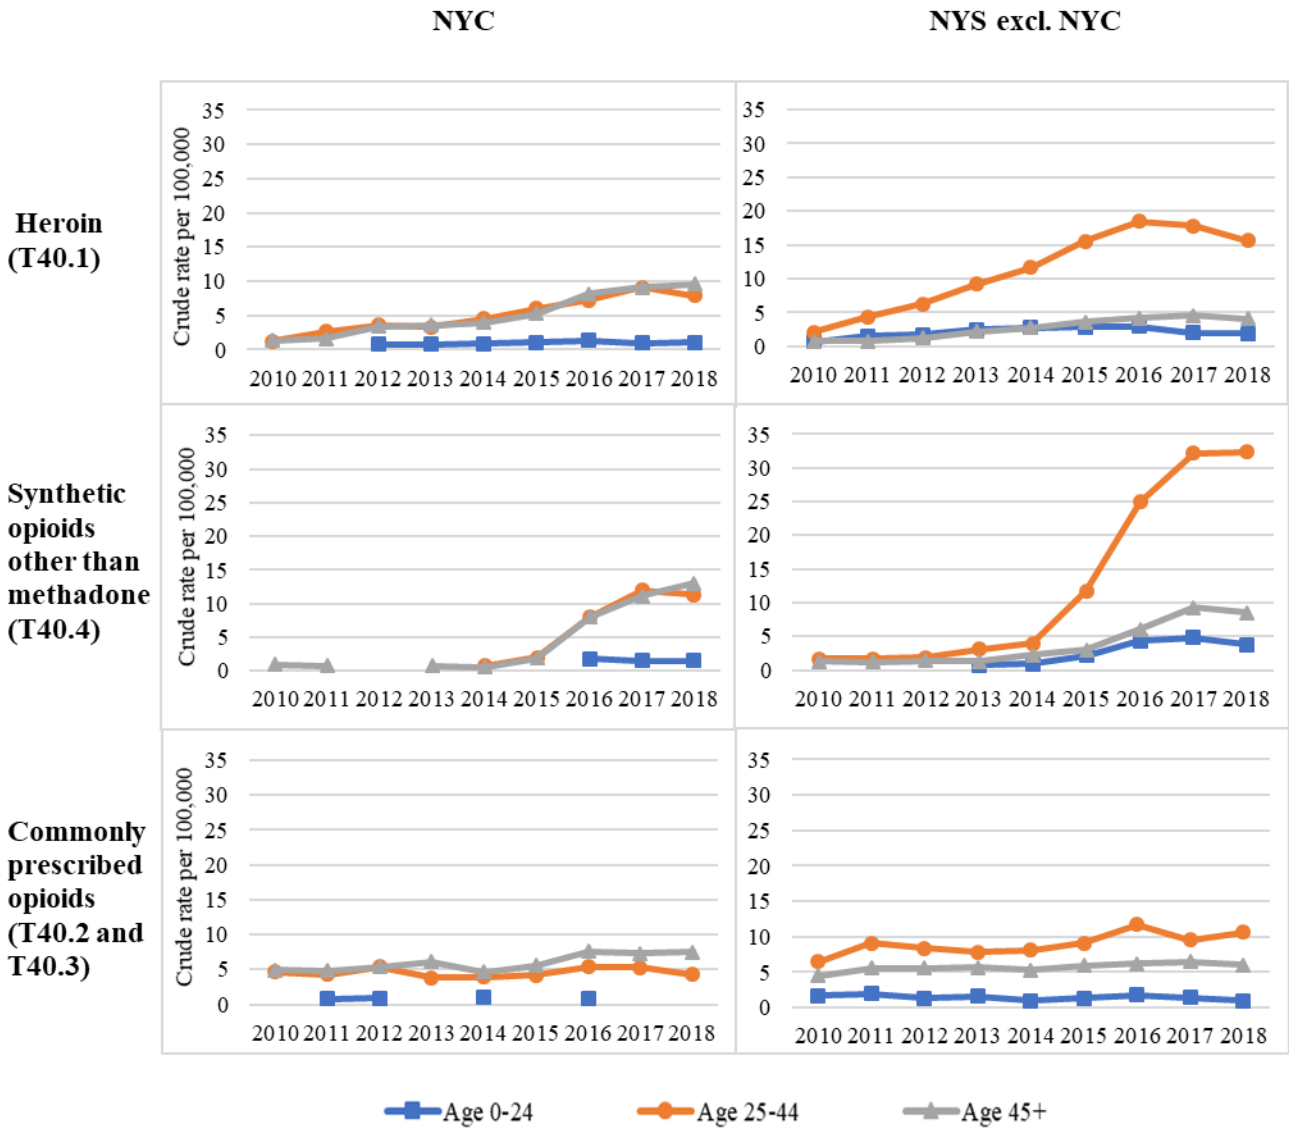 NYC
NYS excl. NYC
Heroin
(T40.1)
Crude rate per 100,000
35
30
25
20
15
10
5
0
2010 2011 2012 2013 2014 2015 2016 2017 2018
35
30
25
20
15
10
5
0
2010 2011 2012 2013 2014 2015 2016 2017 2018
Synthetic
opioids
other than
methadone
(T40.4)
Crude rate per 100,000
35
30
25
20
15
10
5
0
2010 2011 2012 2013 2014 2015 2016 2017 2018
35
30
25
20
15
10
5
0
2010 2011 2012 2013 2014 2015 2016 2017 2018
Commonly
prescribed
opioids
(T40.2 and
T40.3)
Crude rate per 100,000
35
30
25
20
15
10
5
0
2010 2011 2012 2013 2014 2015 2016 2017 2018
35
30
25
20
15
10
5
0
2010 2011 2012 2013 2014 2015 2016 2017 2018
Age 0-24
Age 25-44
Age 45+